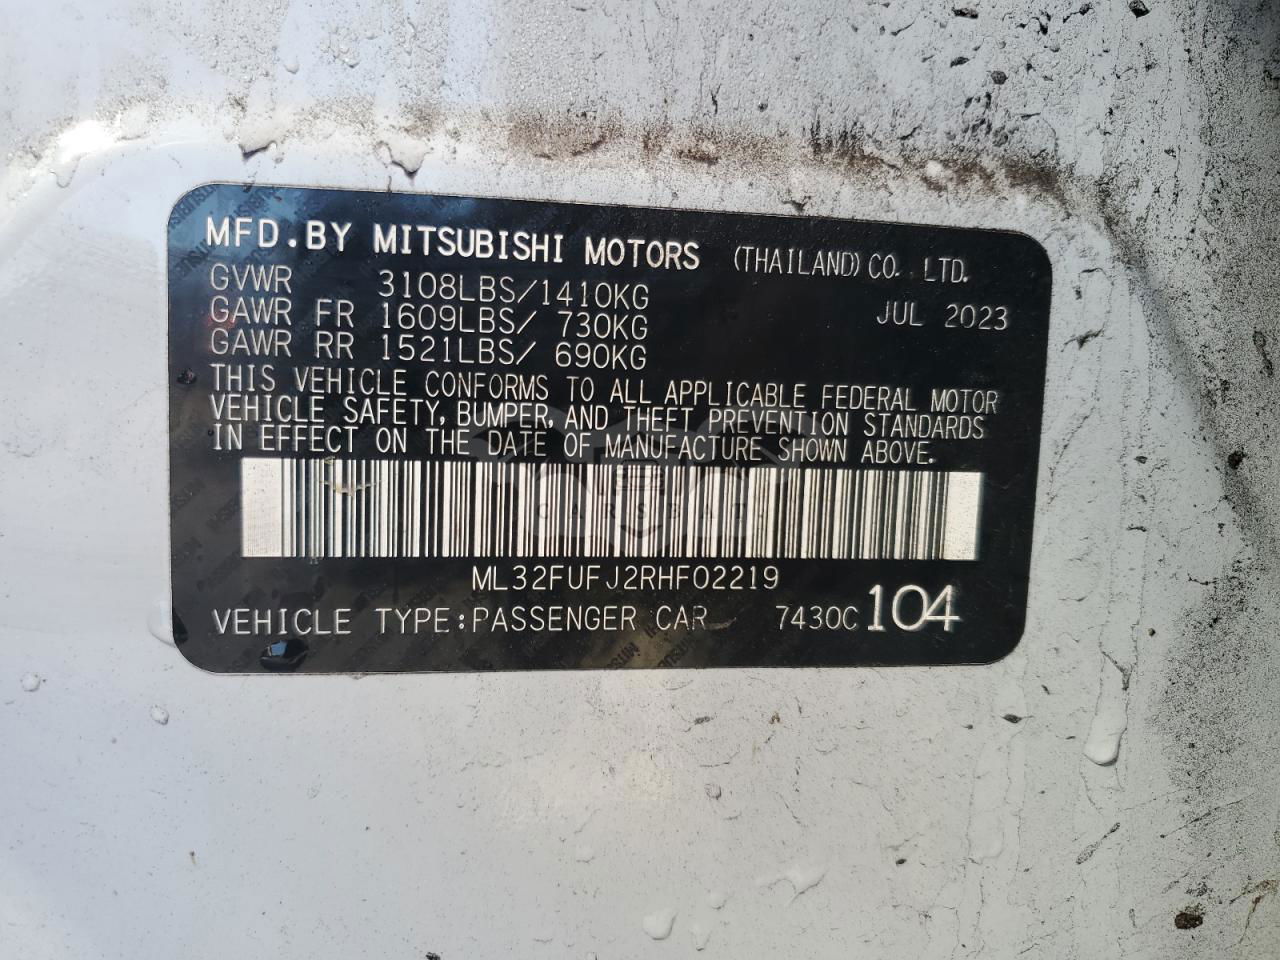 MFD.BY MITSUBISHI MOTORS (THAILAND) CO. LTD.
GVWR 3108LBS/1410KG JUL 2023
GAWR FR 1609LBS/ 730KG
GAWR RR 1521LBS/ 690KG
THIS VEHICLE CONFORMS TO ALL APPLICABLE FEDERAL MOTOR
VEHICLE SAFETY, BUMPER, AND THEFT PREVENTION STANDARDS
IN EFFECT ON THE DATE OF MANUFACTURE SHOWN ABOVE.
ML32FUFJ2RHF02219
VEHICLE TYPE:PASSENGER CAR 7430C 104